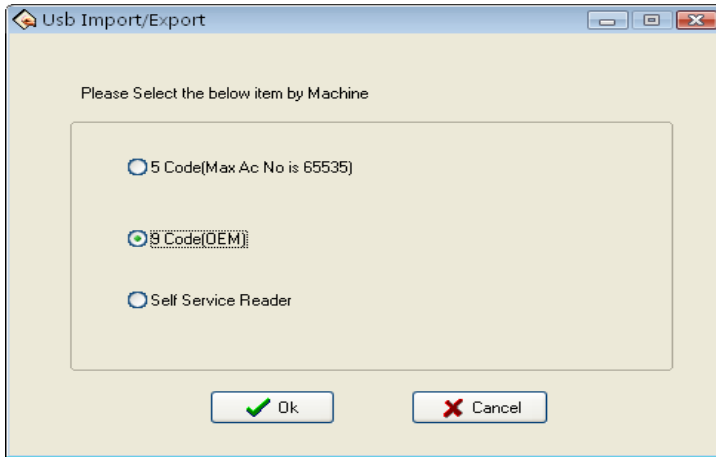 Usb Import/Export
Please Select the below item by Machine
5 Code(Max Ac No is 65535)
9 Code(OEM)
Self Service Reader
Ok
Cancel